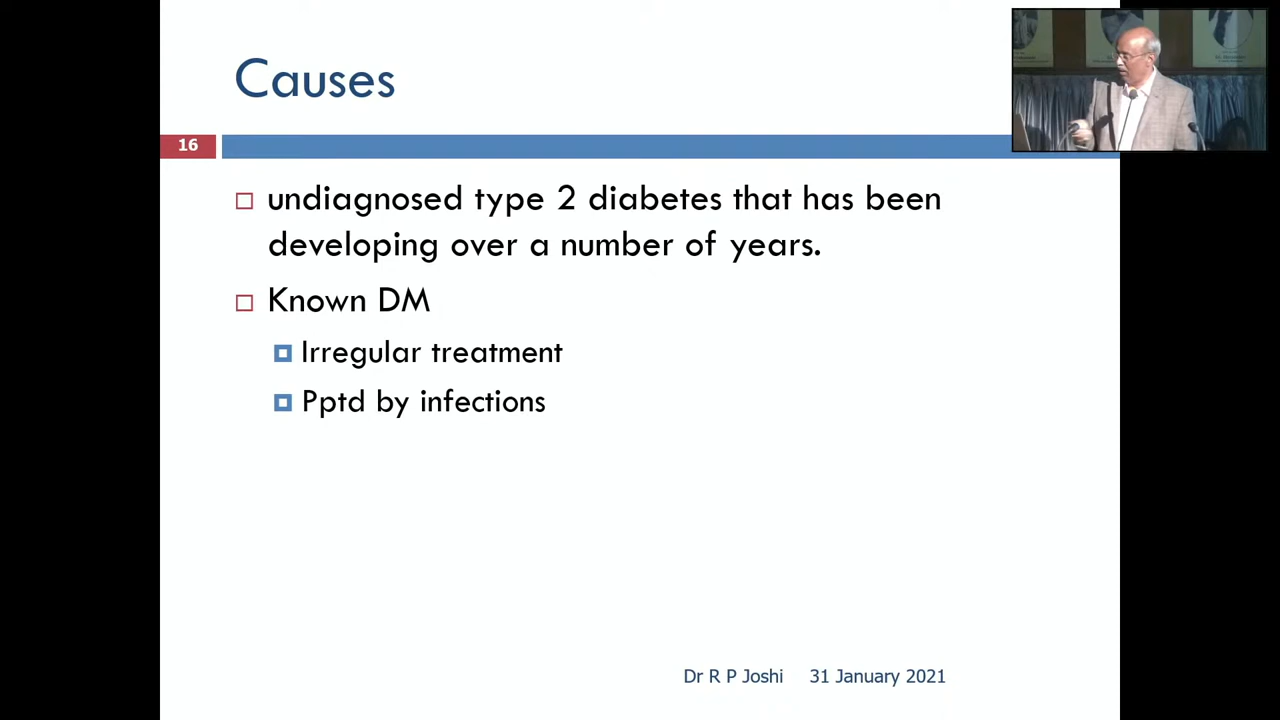 Causes
16
undiagnosed type 2 diabetes that has been
developing over a number of years.
Known DM
Irregular treatment
Pptd by infections
Dr R P Joshi 31 January 2021